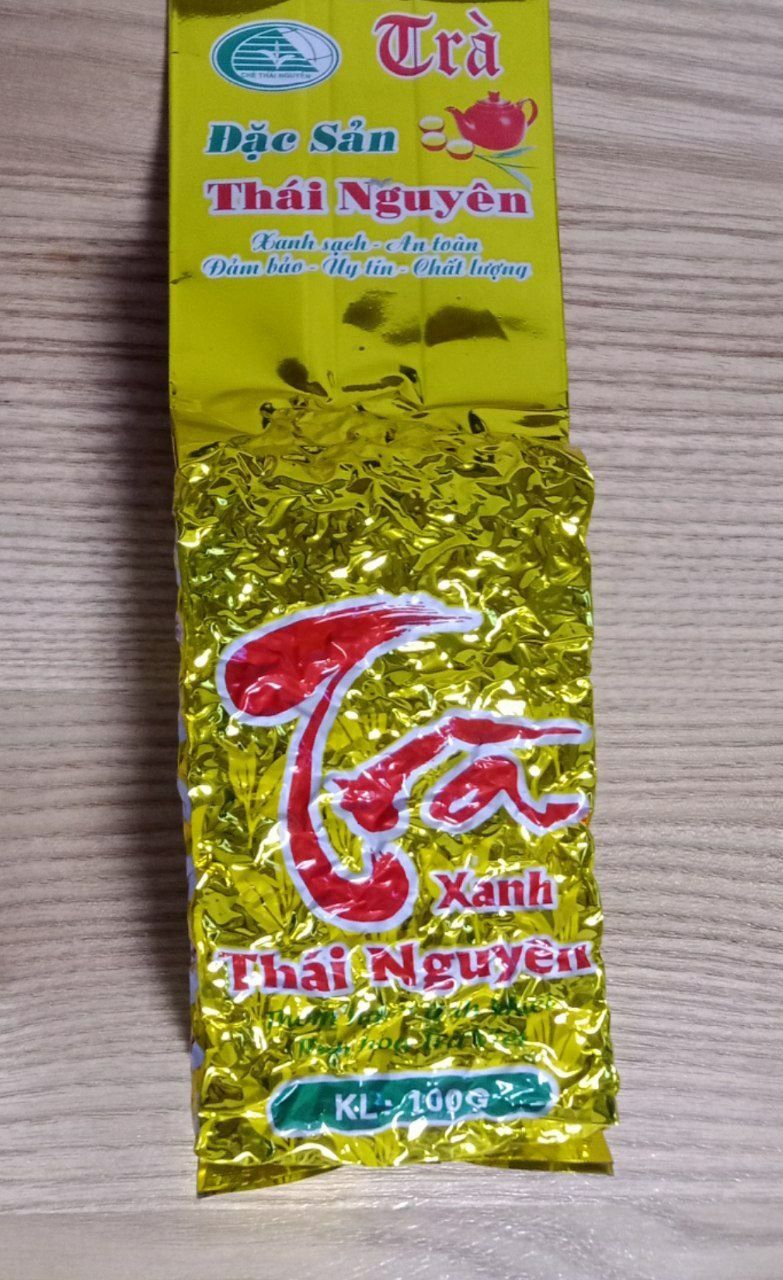 CHÈ THÁI NGUYÊN
Trà
Đặc Sản
Thái Nguyên
Xanh sạch - An toàn
Đảm bảo - Uy tín - Chất lượng
Trà
Xanh
Thái Nguyên
KL: 100G